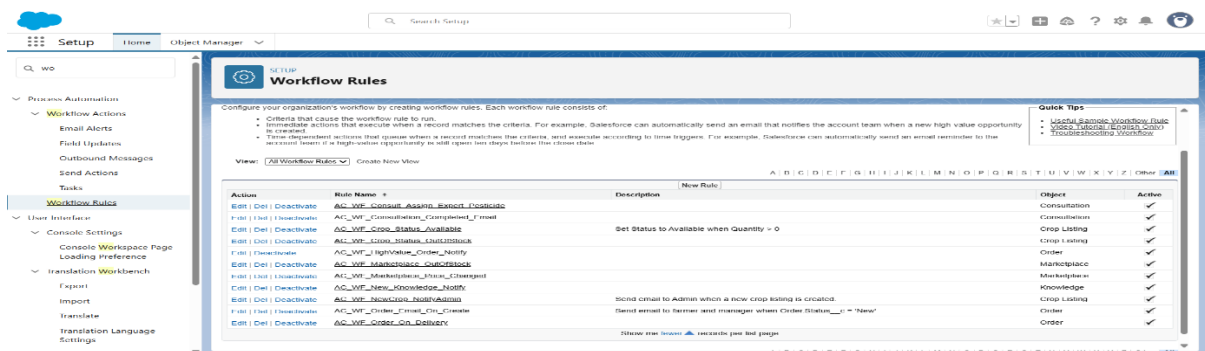 Search Setup
Setup Home Object Manager
wo
Process Automation
Workflow Actions
Email Alerts
Field Updates
Outbound Messages
Send Actions
Tasks
Workflow Rules
User Interface
Console Settings
Console Workspace Page
Loading Preference
Translation Workbench
Export
Import
Translate
Translation Language
Settings
SETUP
Workflow Rules
Configure your organization's workflow by creating workflow rules. Each workflow rule consists of:
• Criteria that cause the workflow rule to run.
• Immediate actions that execute when a record matches the criteria. For example, Salesforce can automatically send an email that notifies the account team when a new high value opportunity
is created.
• Time-dependent actions that queue when a record matches the criteria, and execute according to time triggers. For example, Salesforce can automatically send an email reminder to the
account team if a high-value opportunity is still open ten days before the close date.
Quick Tips
• Useful Sample Workflow Rule
• Video Tutorial (English Only)
• Troubleshooting Workflow
View: All Workflow Rules Create New View
A | B | C | D | E | F | G | H | I | J | K | L | M | N | O | P | Q | R | S | T | U | V | W | X | Y | Z | Other All
New Rule
Action Rule Name Description Object Active
Edit | Del | Deactivate AC_WF_Consult_Assign_Expert_Pesticide Consultation
Edit | Del | Deactivate AC_WF_Consultation_Completed_Email Consultation
Edit | Del | Deactivate AC_WF_Crop_Status_Available Set Status to Available when Quantity > 0 Crop Listing
Edit | Del | Deactivate AC_WF_Crop_Status_OutOfStock Crop Listing
Edit | Deactivate AC_WF_HighValue_Order_Notify Order
Edit | Del | Deactivate AC_WF_Marketplace_OutOfStock Marketplace
Edit | Del | Deactivate AC_WF_Marketplace_Price_Changed Marketplace
Edit | Del | Deactivate AC_WF_New_Knowledge_Notify Knowledge
Edit | Del | Deactivate AC_WF_NewCrop_NotifyAdmin Send email to Admin when a new crop listing is created. Crop Listing
Edit | Del | Deactivate AC_WF_Order_Email_On_Create Send email to farmer and manager when Order Status__c = 'New' Order
Edit | Del | Deactivate AC_WF_Order_On_Delivery Order
Show me fewer records per list page